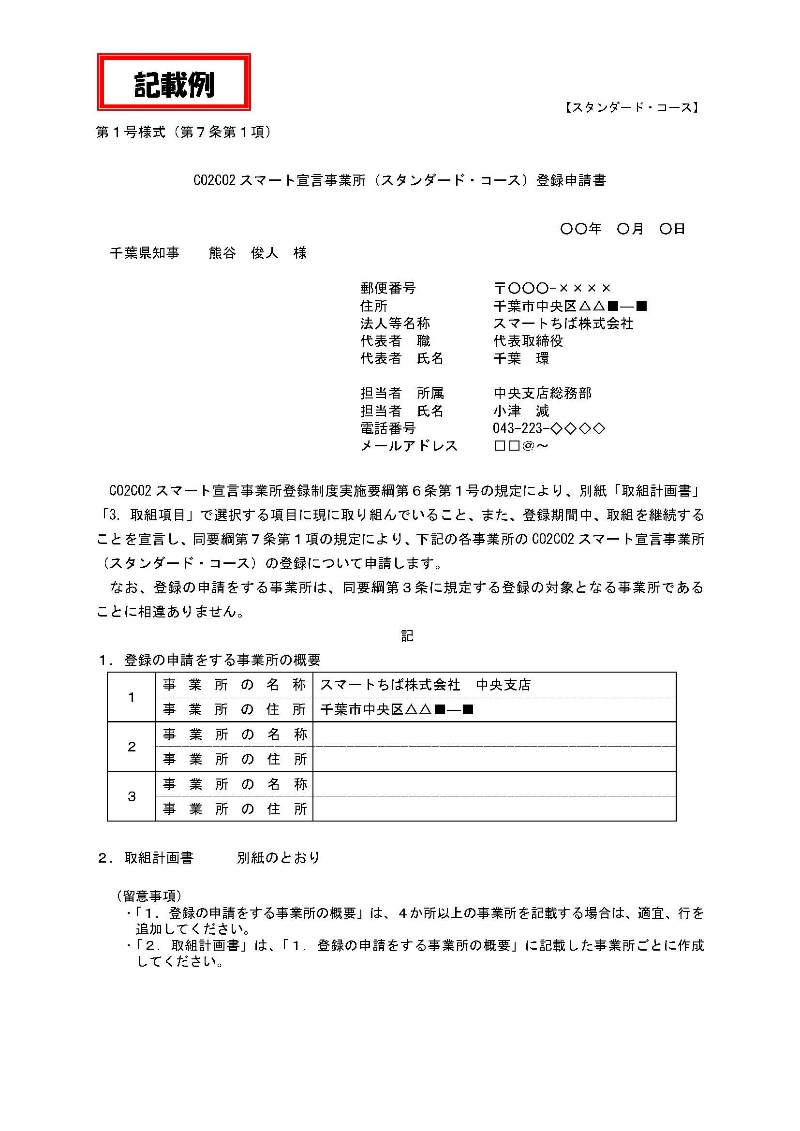 記載例
【スタンダード・コース】
第1号様式（第7条第1項）
CO2CO2スマート宣言事業所（スタンダード・コース）登録申請書
〇〇年　〇月　〇日
千葉県知事　　熊谷　俊人　様
郵便番号　〒〇〇〇-××××
住所　千葉市中央区△△■―■
法人等名称　スマートちば株式会社
代表者　職　代表取締役
代表者　氏名　千葉　環
担当者　所属　中央支店総務部
担当者　氏名　小津　減
電話番号　043-223-◇◇◇◇
メールアドレス　□□＠～
CO2CO2スマート宣言事業所登録制度実施要綱第6条第1号の規定により、別紙「取組計画書」
「3．取組項目」で選択する項目に現に取り組んでいること、また、登録期間中、取組を継続する
ことを宣言し、同要綱第7条第1項の規定により、下記の各事業所のCO2CO2スマート宣言事業所
（スタンダード・コース）の登録について申請します。
なお、登録の申請をする事業所は、同要綱第3条に規定する登録の対象となる事業所である
ことに相違ありません。
記
1．登録の申請をする事業所の概要
1　事業所の名称　スマートちば株式会社　中央支店
事業所の住所　千葉市中央区△△■―■
2　事業所の名称
事業所の住所
3　事業所の名称
事業所の住所
2．取組計画書　　別紙のとおり
（留意事項）
・「1．登録の申請をする事業所の概要」は、4か所以上の事業所を記載する場合は、適宜、行を
追加してください。
・「2．取組計画書」は、「1．登録の申請をする事業所の概要」に記載した事業所ごとに作成
してください。